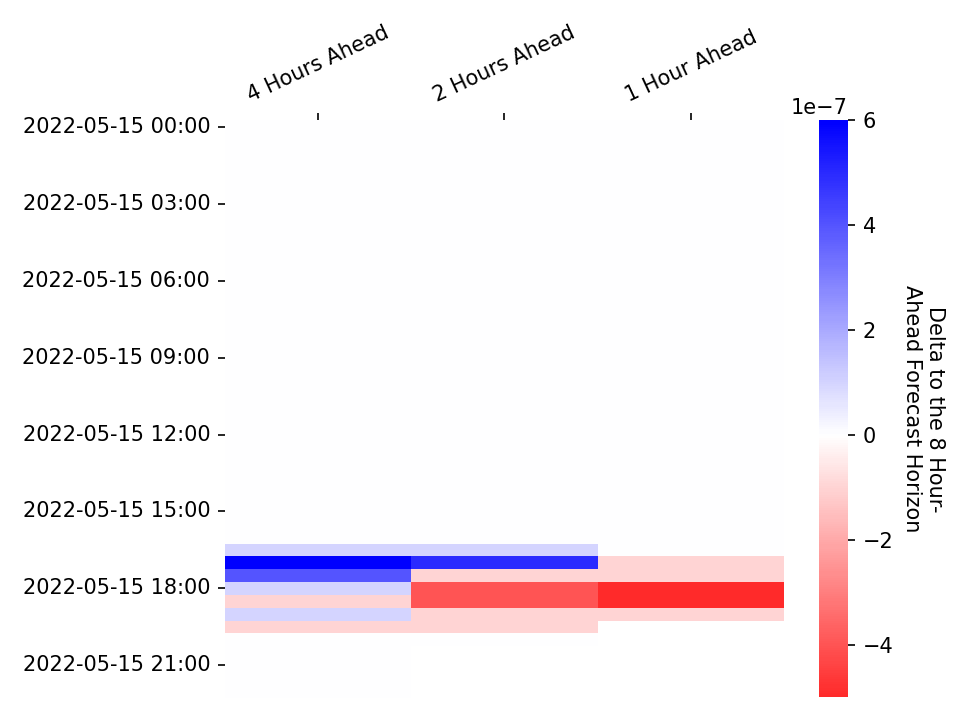 4 Hours Ahead
2 Hours Ahead
1 Hour Ahead
1e−7
2022-05-15 00:00
2022-05-15 03:00
2022-05-15 06:00
2022-05-15 09:00
2022-05-15 12:00
2022-05-15 15:00
2022-05-15 18:00
2022-05-15 21:00
6
4
2
0
−2
−4
Delta to the 8 Hour-
Ahead Forecast Horizon